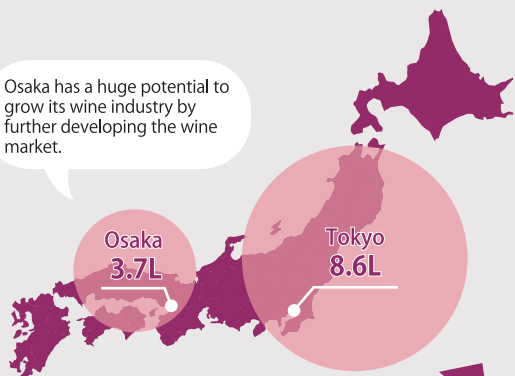 Osaka has a huge potential to
grow its wine industry by
further developing the wine
market.
Osaka
3.7L
Tokyo
8.6L